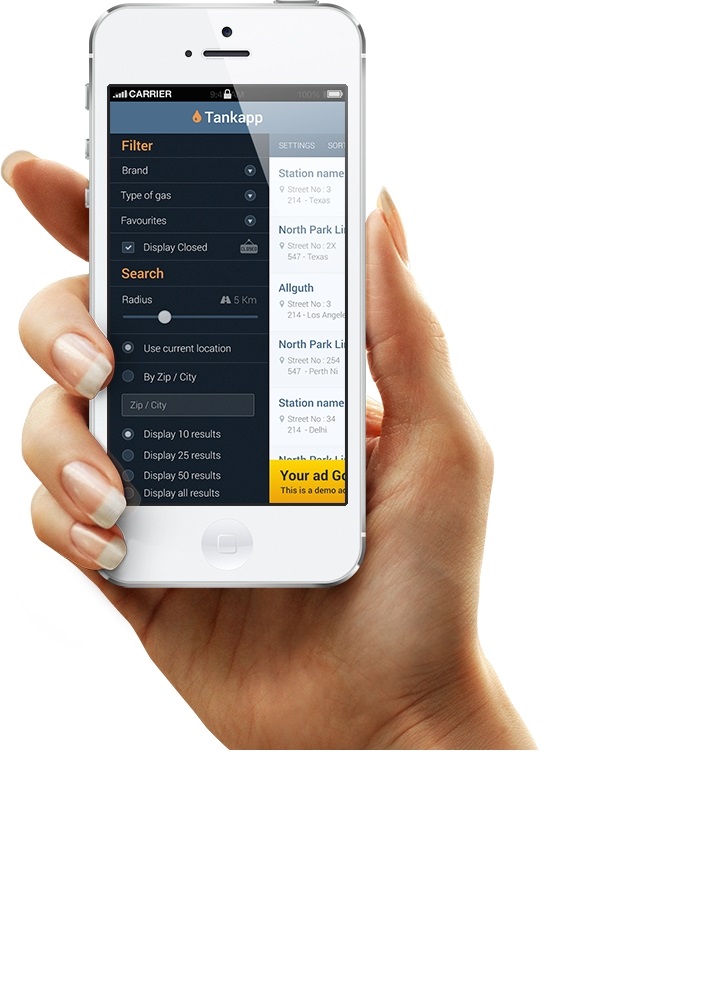 CARRIER
Tankapp
Filter
Brand
Type of gas
Favourites
Display Closed
CLOSED
Search
Radius 5 Km
Use current location
By Zip / City
Zip / City
Display 10 results
Display 25 results
Display 50 results
Display all results
SETTINGS SORT
Station name
Street No : 3
214 - Texas
North Park Li
Street No : 2X
547 - Texas
Allguth
Street No : 3
214 - Los Angele
North Park Li
Street No : 254
547 - Perth Ni
Station name
Street No : 34
214 - Delhi
North Park Li
Your ad Go
This is a demo ad